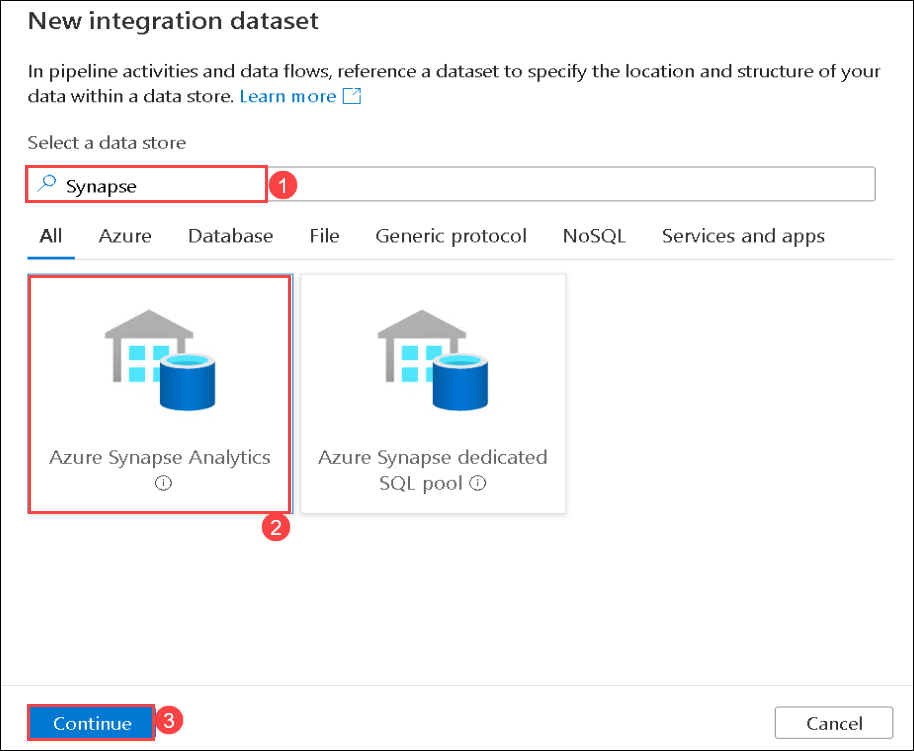 New integration dataset
In pipeline activities and data flows, reference a dataset to specify the location and structure of your
data within a data store. Learn more
Select a data store
Synapse 1
All Azure Database File Generic protocol NoSQL Services and apps
Azure Synapse Analytics
Azure Synapse dedicated
SQL pool
2
Continue 3 Cancel